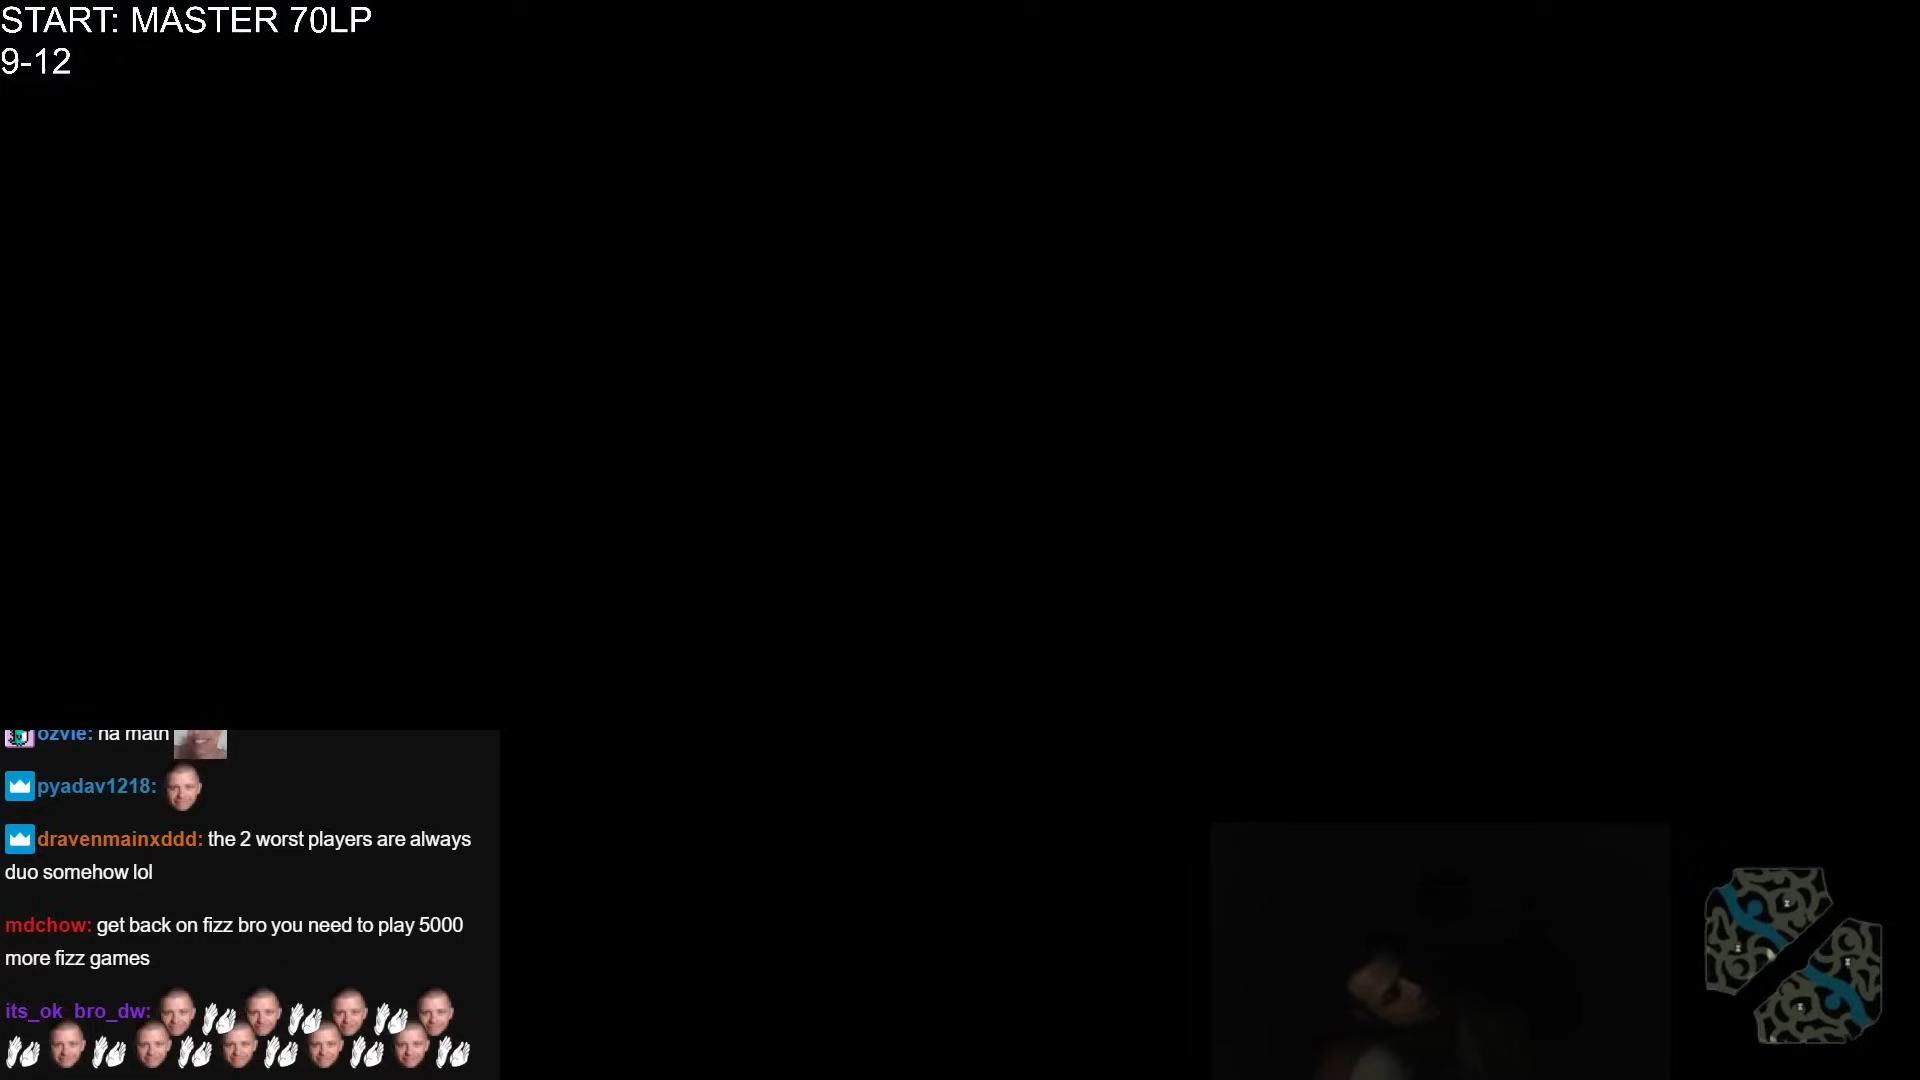 START: MASTER 70LP
9-12
ozvie: na math
pyadav1218:
dravenmainxddd: the 2 worst players are always
duo somehow lol
mdchow: get back on fizz bro you need to play 5000
more fizz games
its_ok_bro_dw: